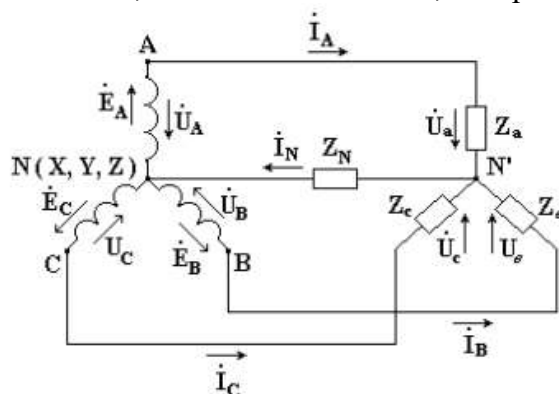 İ_A
A
Ė_A
U̇_A
U̇_a
Z_a
İ_N
Z_N
N(X, Y, Z)
N'
Ė_C
U̇_B
Z_c
U_C
Ė_B
U̇_c
U_в
C
B
İ_B
İ_C